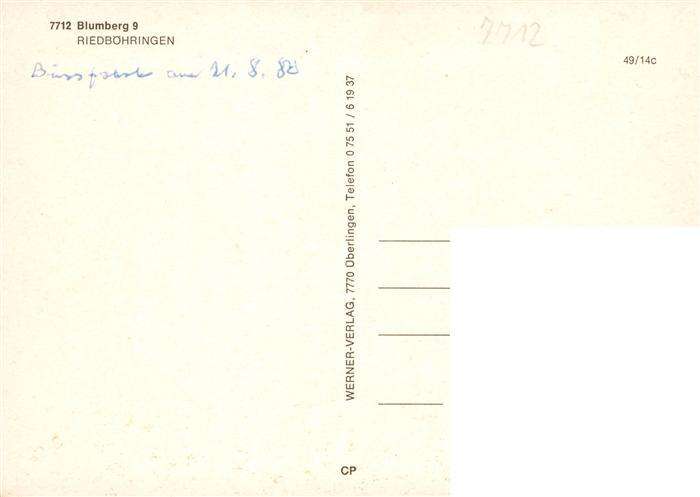 7712 Blumberg 9
RIEDBÖHRINGEN
am 21. 8. 88
7712
49/14c
WERNER-VERLAG, 7770 Überlingen, Telefon 0 75 51 / 6 19 37
CP